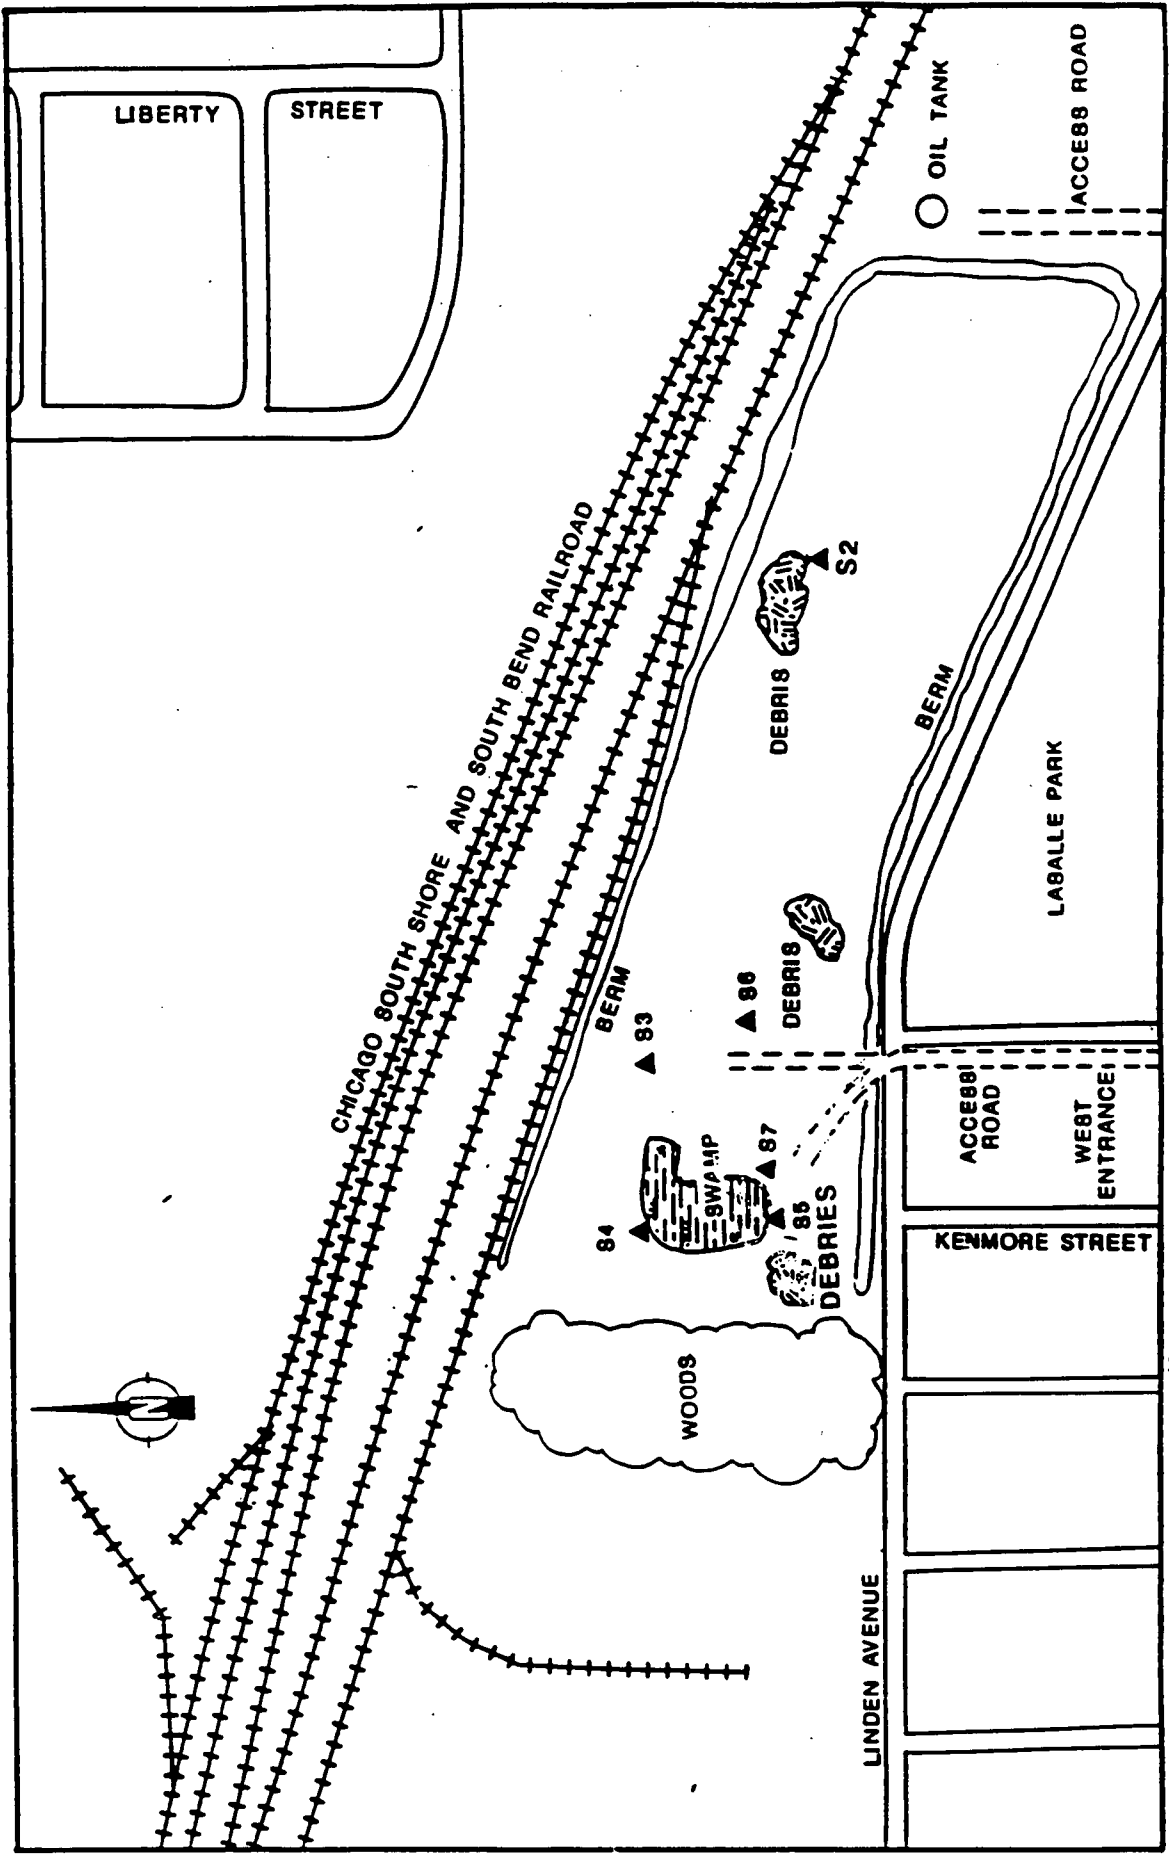 LIBERTY STREET
CHICAGO SOUTH SHORE AND SOUTH BEND RAILROAD
OIL TANK
ACCESS ROAD
S2
DEBRIS
BERM
LASALLE PARK
BERM
S3
S6
DEBRIS
S4
SWAMP
S7
S5
DEBRIES
ACCESS
ROAD
WEST
ENTRANCE
KENMORE STREET
WOODS
N
LINDEN AVENUE